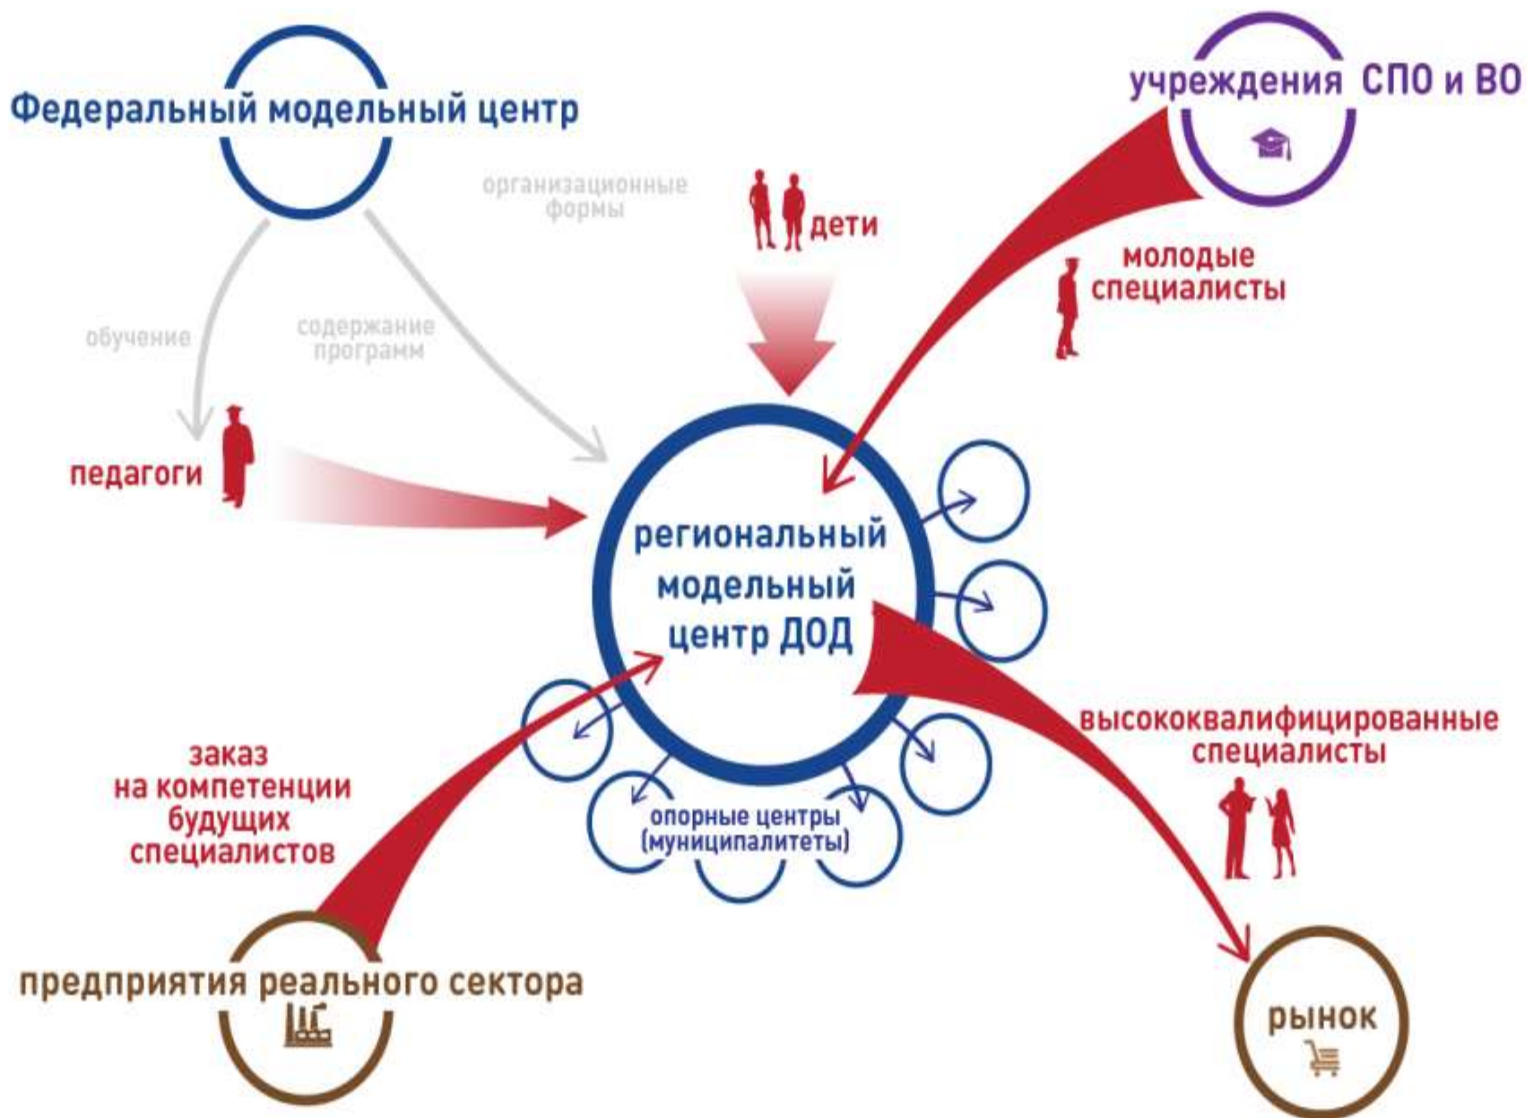 учреждения СПО и ВО
Федеральный модельный центр
организационные
формы
дети
молодые
специалисты
обучение
содержание
программ
педагоги
региональный
модельный
центр ДОД
высококвалифицированные
специалисты
заказ
на компетенции
будущих
специалистов
опорные центры
(муниципалитеты)
предприятия реального сектора
рынок